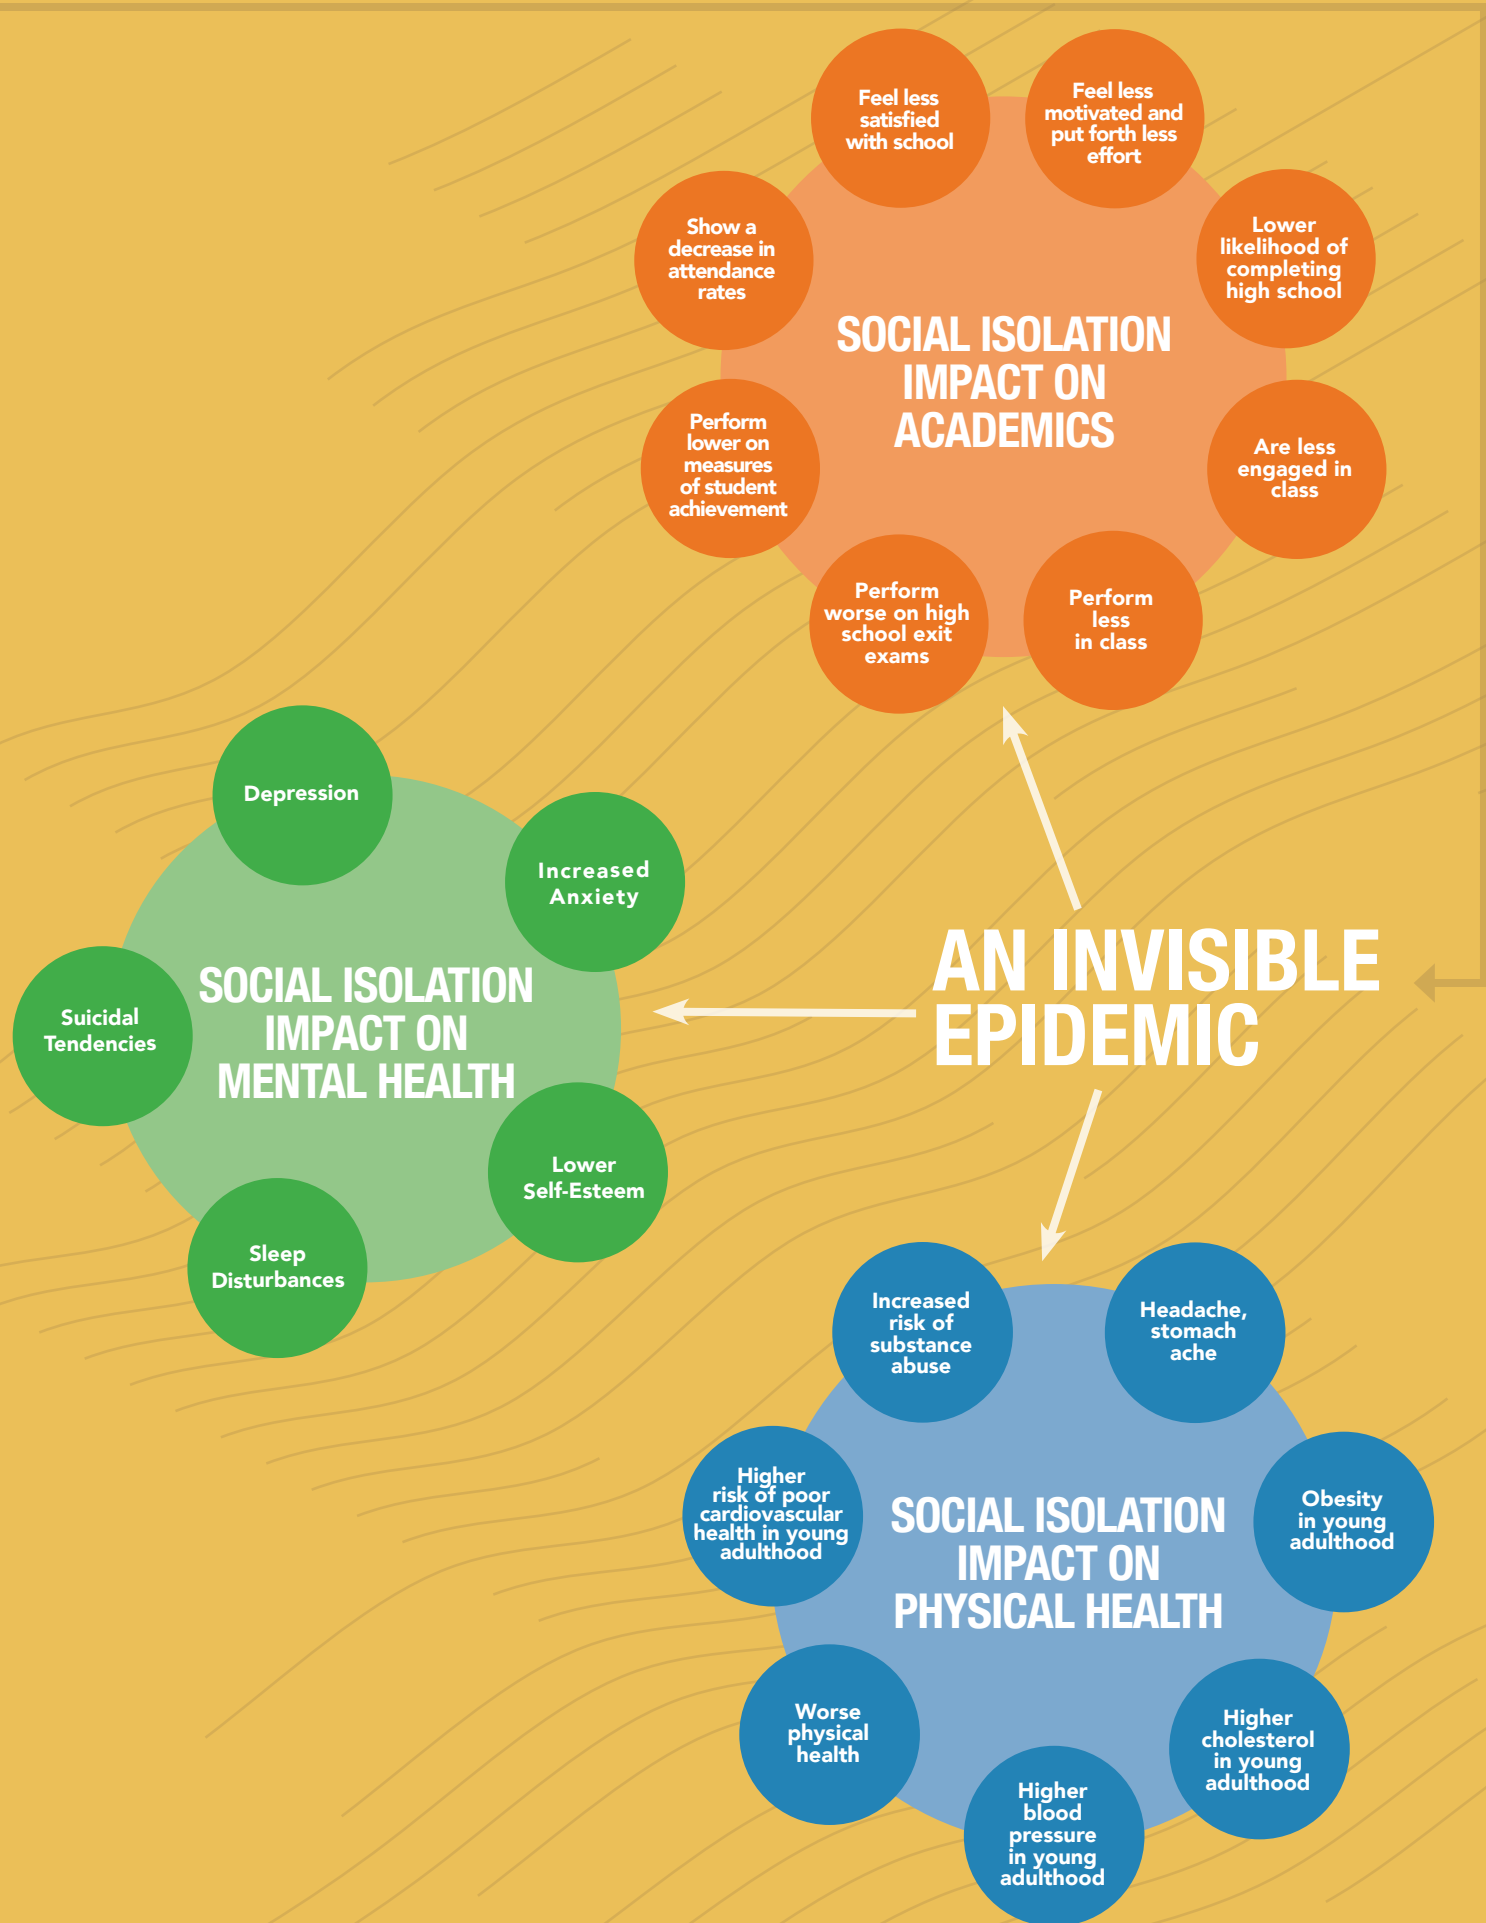 Feel less
satisfied
with school
Feel less
motivated and
put forth less
effort
Show a
decrease in
attendance
rates
Lower
likelihood of
completing
high school
SOCIAL ISOLATION
IMPACT ON
ACADEMICS
Perform
lower on
measures
of student
achievement
Are less
engaged in
class
Perform
worse on high
school exit
exams
Perform
less
in class
Depression
Increased
Anxiety
SOCIAL ISOLATION
IMPACT ON
MENTAL HEALTH
Suicidal
Tendencies
Lower
Self-Esteem
Sleep
Disturbances
AN INVISIBLE
EPIDEMIC
Increased
risk of
substance
abuse
Headache,
stomach
ache
Higher
risk of poor
cardiovascular
health in young
adulthood
SOCIAL ISOLATION
IMPACT ON
PHYSICAL HEALTH
Obesity
in young
adulthood
Worse
physical
health
Higher
cholesterol
in young
adulthood
Higher
blood
pressure
in young
adulthood